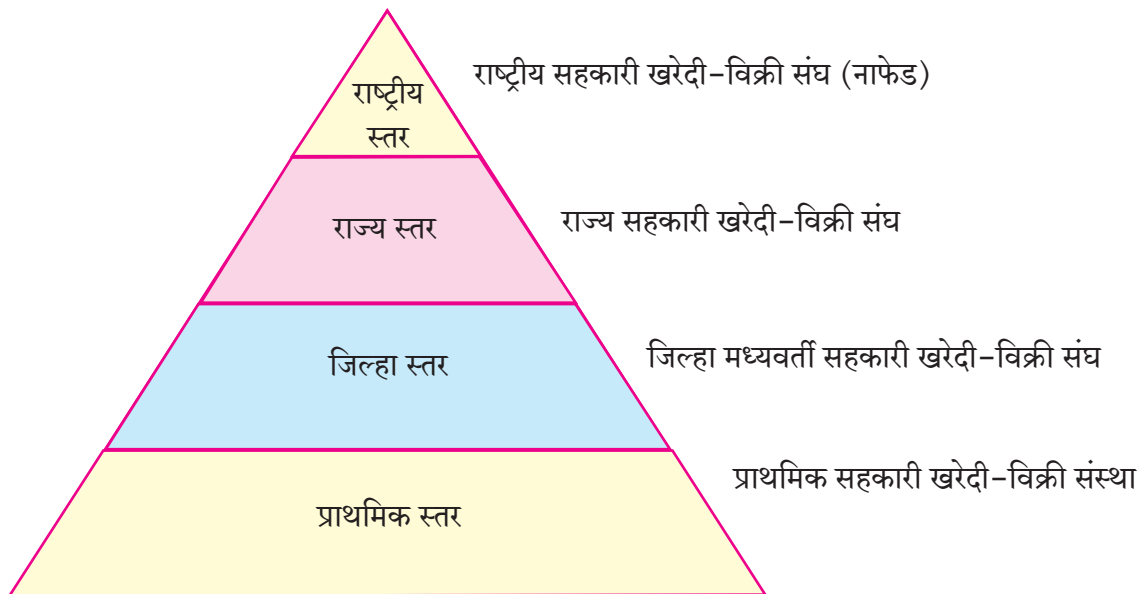 राष्ट्रीय
स्तर
राष्ट्रीय सहकारी खरेदी-विक्री संघ (नाफेड)
राज्य स्तर
राज्य सहकारी खरेदी-विक्री संघ
जिल्हा स्तर
जिल्हा मध्यवर्ती सहकारी खरेदी-विक्री संघ
प्राथमिक स्तर
प्राथमिक सहकारी खरेदी-विक्री संस्था